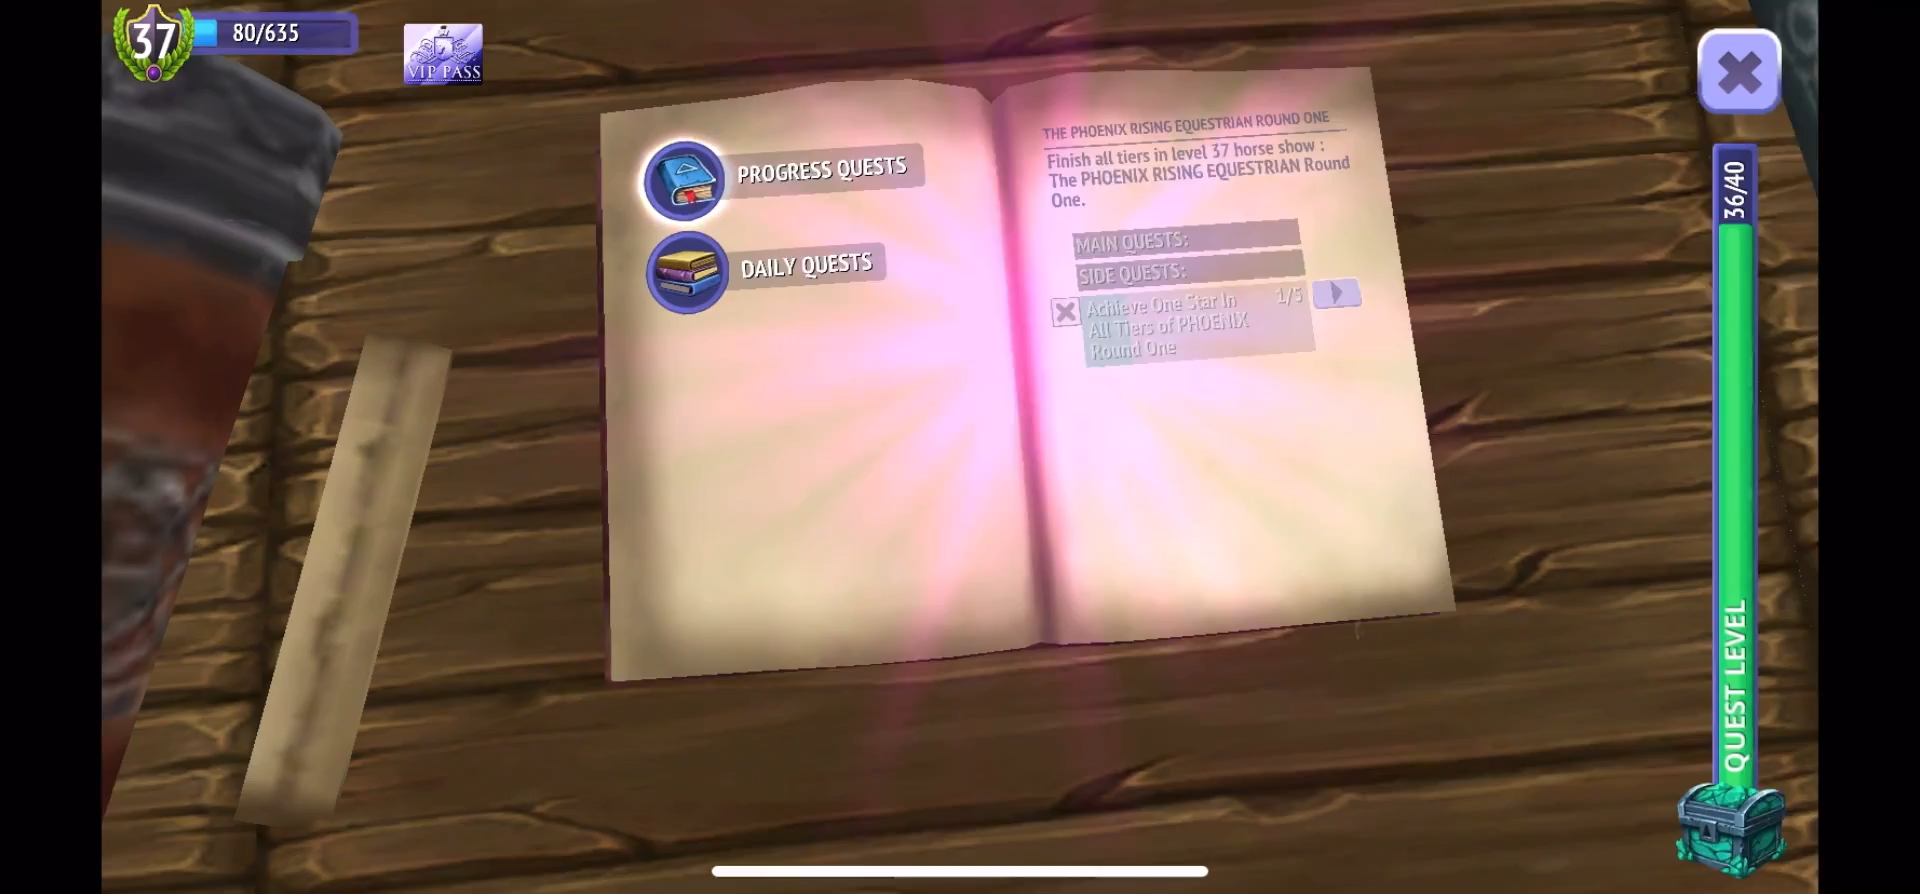 37
80/635
VIP PASS
PROGRESS QUESTS
DAILY QUESTS
THE PHOENIX RISING EQUESTRIAN ROUND ONE
Finish all tiers in level 37 horse show :
The PHOENIX RISING EQUESTRIAN Round
One.
MAIN QUESTS:
SIDE QUESTS:
Achieve One Star In 1/5
All Tiers of PHOENIX
Round One
36/40
QUEST LEVEL